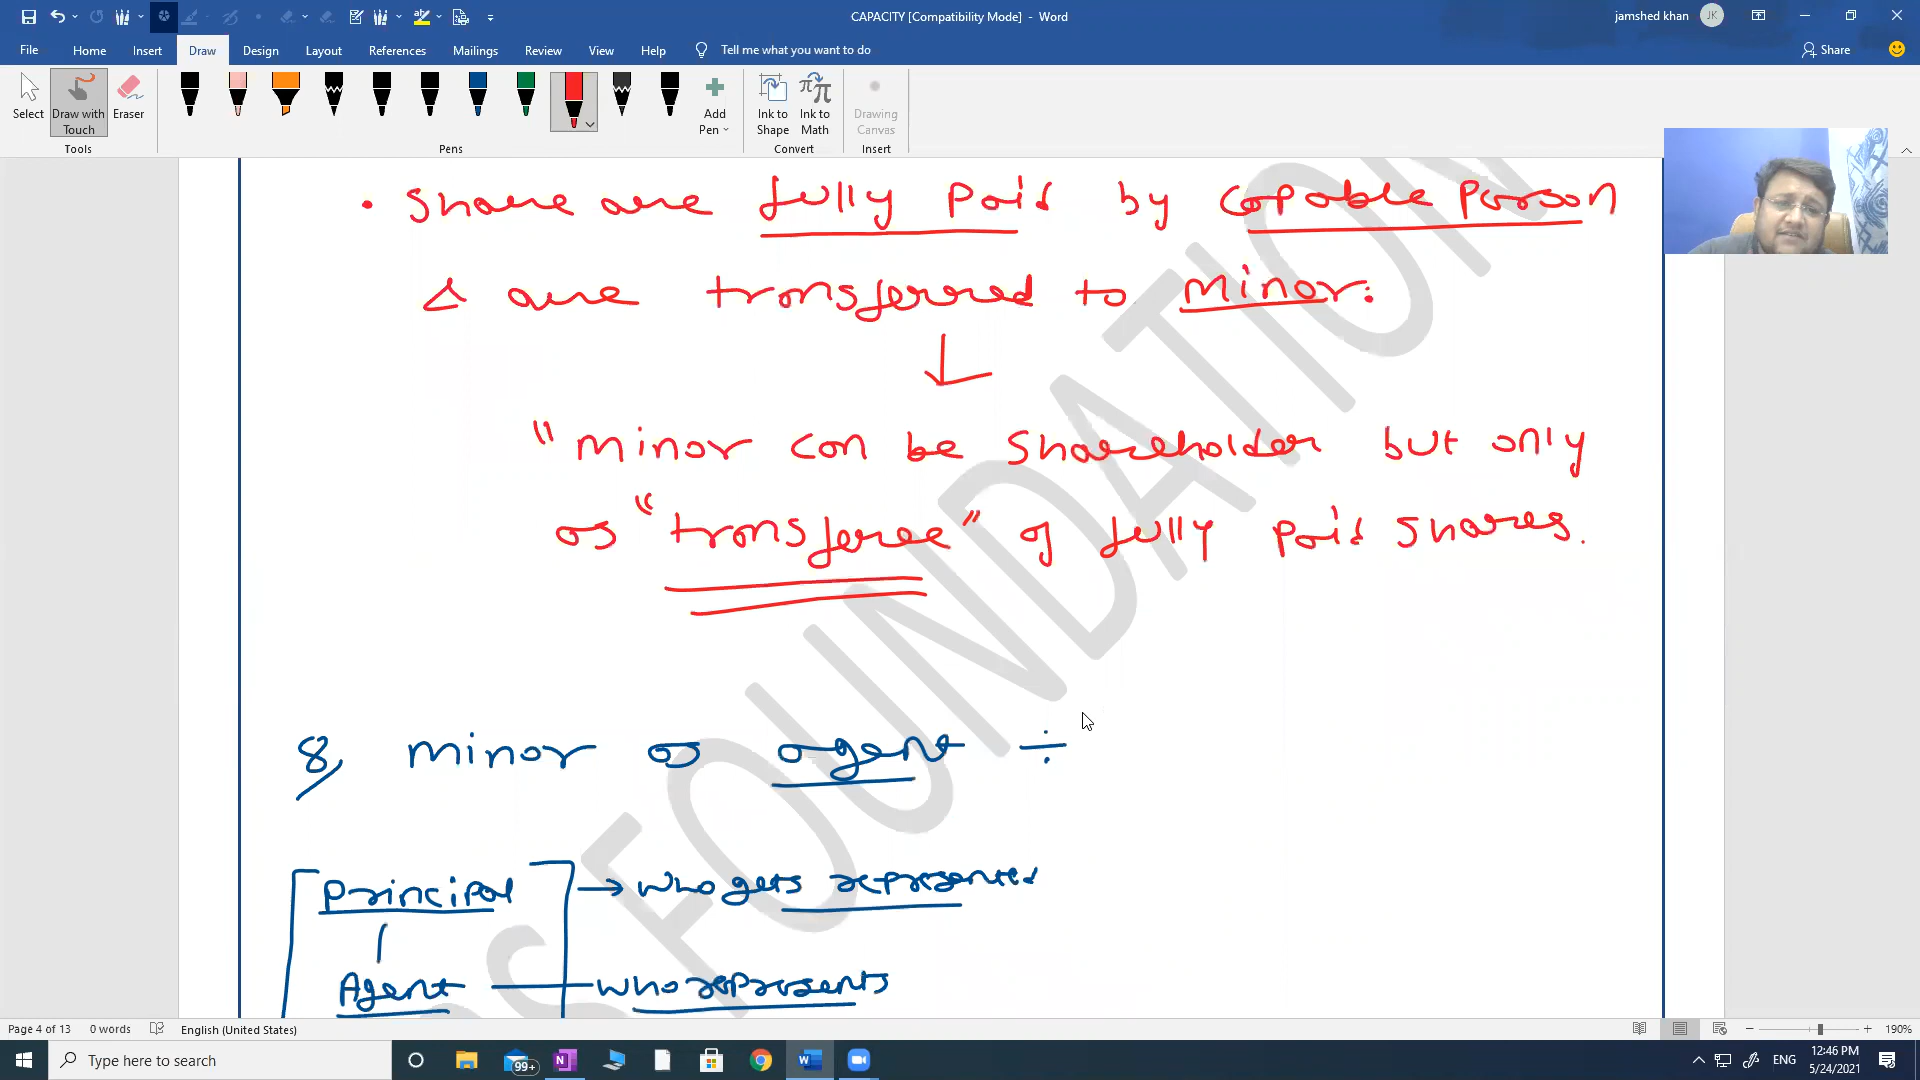 CAPACITY [Compatibility Mode] - Word
jamshed khan JK
File Home Insert Draw Design Layout References Mailings Review View Help Tell me what you want to do Share
Select Draw with Touch Eraser Add Pen Ink to Shape Ink to Math Drawing Canvas
Tools Pens Convert Insert
• Share are fully paid by capable person
& are transferred to minor.
"minor can be shareholder but only
as "transferee" of fully paid shares.
8, minor as agent ÷
Principal → who gets represented
Agent who represents
S FOUNDATION
Page 4 of 13 0 words English (United States) 190%
Type here to search 99+ ENG 12:46 PM
5/24/2021